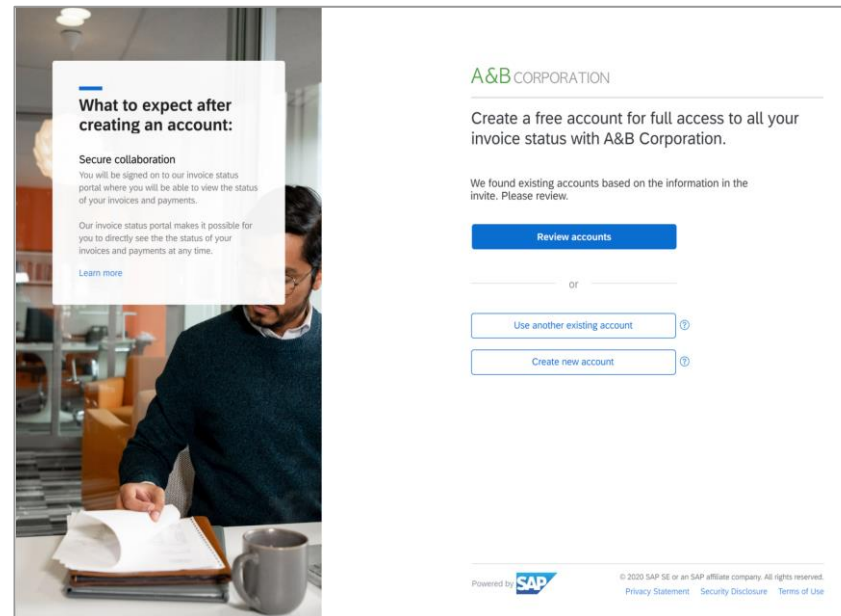 What to expect after
creating an account:
Secure collaboration
You will be signed on to our invoice status
portal where you will be able to view the status
of your invoices and payments.
Our invoice status portal makes it possible for
you to directly see the the status of your
invoices and payments at any time.
Learn more
A&B CORPORATION
Create a free account for full access to all your
invoice status with A&B Corporation.
We found existing accounts based on the information in the
invite. Please review.
Review accounts
or
Use another existing account ?
Create new account ?
Powered by SAP
© 2020 SAP SE or an SAP affiliate company. All rights reserved.
Privacy Statement Security Disclosure Terms of Use